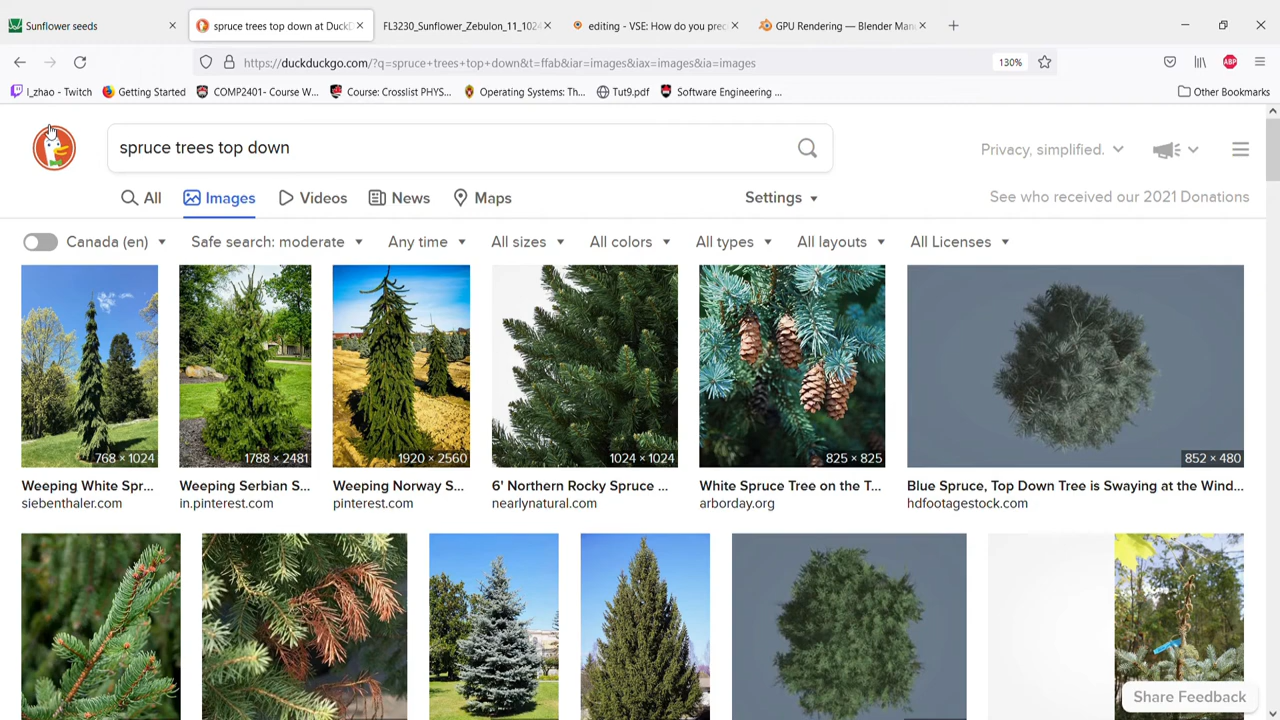 Sunflower seeds
spruce trees top down at DuckD
FL3230_Sunflower_Zebulon_11_1024
editing - VSE: How do you prec
GPU Rendering — Blender Man
https://duckduckgo.com/?q=spruce+trees+top+down&t=ffab&iar=images&iax=images&ia=images
130%
ABP
l_zhao - Twitch
Getting Started
COMP2401- Course W...
Course: Crosslist PHYS...
Operating Systems: Th...
Tut9.pdf
Software Engineering ...
Other Bookmarks
spruce trees top down
Privacy, simplified.
All
Images
Videos
News
Maps
Settings
See who received our 2021 Donations
Canada (en)
Safe search: moderate
Any time
All sizes
All colors
All types
All layouts
All Licenses
768 × 1024
1788 × 2481
1920 × 2560
1024 × 1024
825 × 825
852 × 480
Weeping White Spr...
Weeping Serbian S...
Weeping Norway S...
6' Northern Rocky Spruce ...
White Spruce Tree on the T...
Blue Spruce, Top Down Tree is Swaying at the Wind...
siebenthaler.com
in.pinterest.com
pinterest.com
nearlynatural.com
arborday.org
hdfootagestock.com
Share Feedback